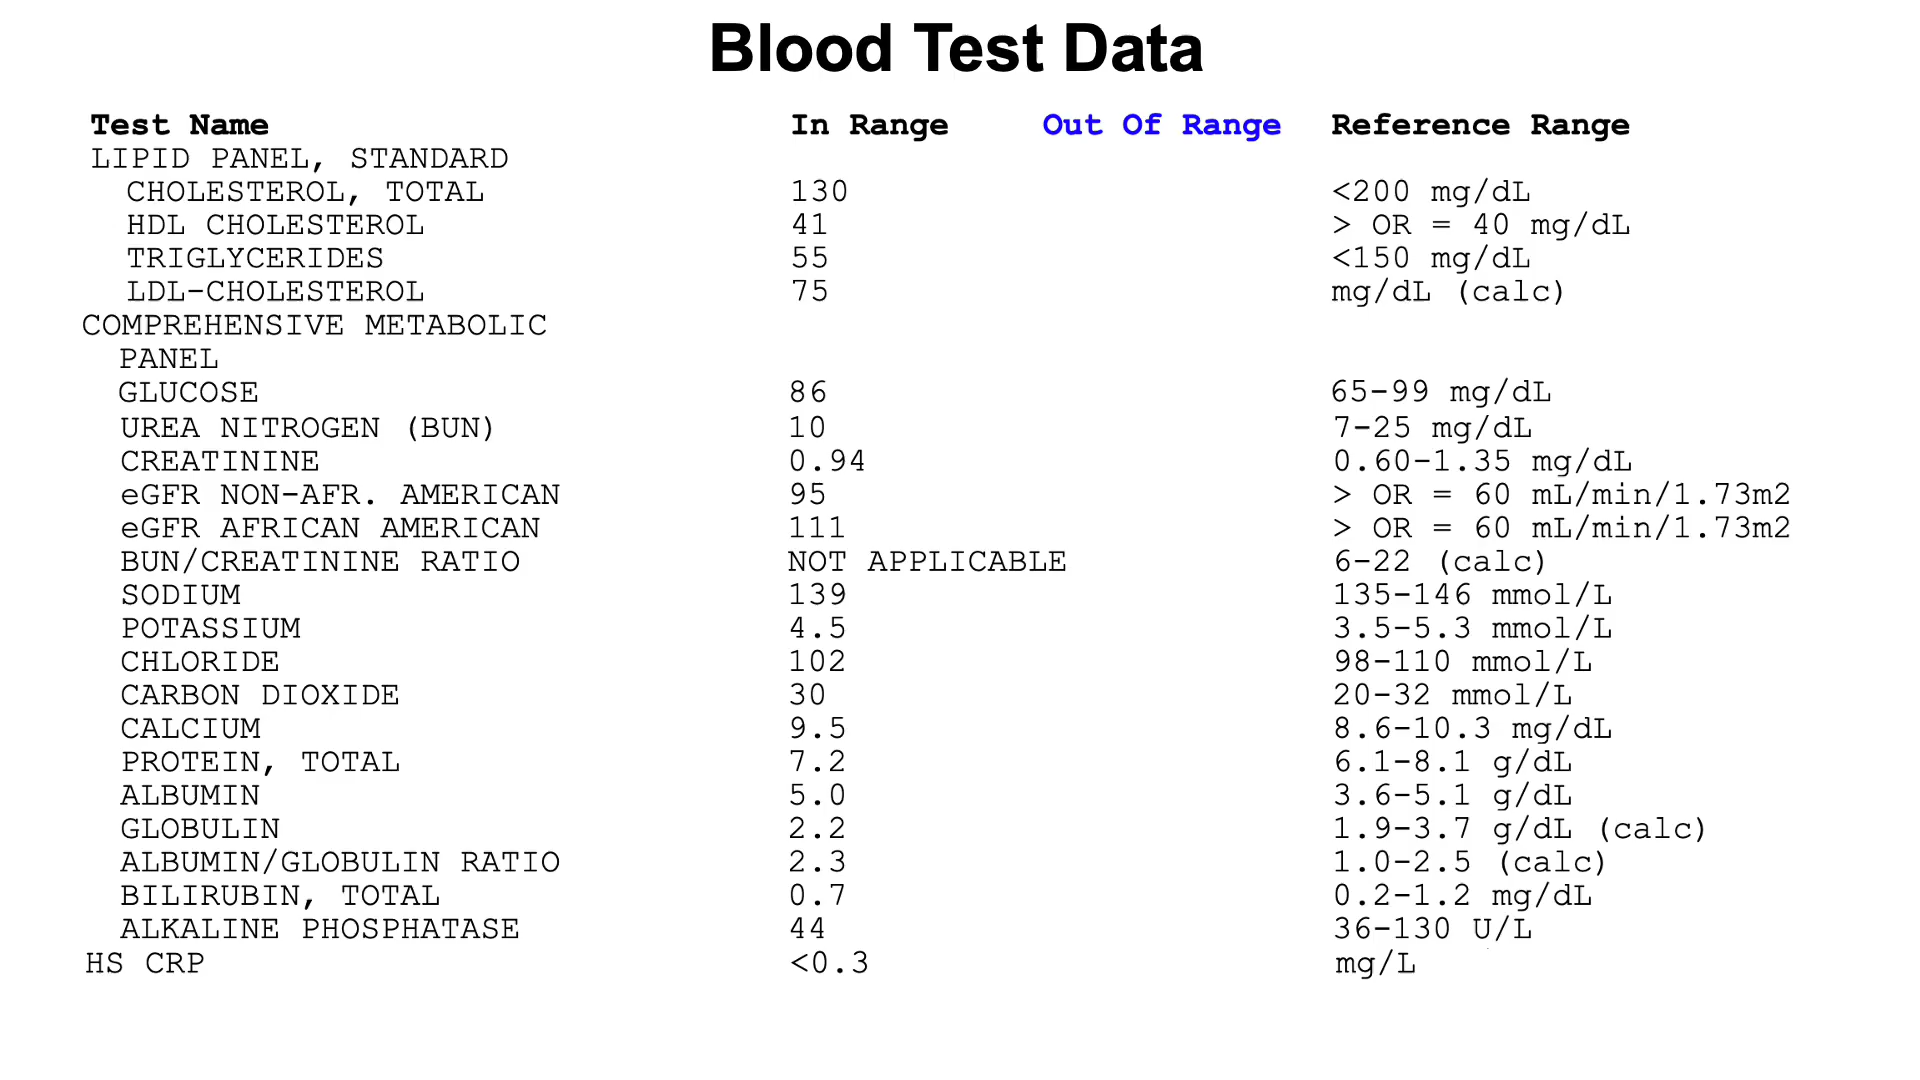 Blood Test Data
Test Name In Range Out Of Range Reference Range
LIPID PANEL, STANDARD
CHOLESTEROL, TOTAL 130 <200 mg/dL
HDL CHOLESTEROL 41 > OR = 40 mg/dL
TRIGLYCERIDES 55 <150 mg/dL
LDL-CHOLESTEROL 75 mg/dL (calc)
COMPREHENSIVE METABOLIC
PANEL
GLUCOSE 86 65-99 mg/dL
UREA NITROGEN (BUN) 10 7-25 mg/dL
CREATININE 0.94 0.60-1.35 mg/dL
eGFR NON-AFR. AMERICAN 95 > OR = 60 mL/min/1.73m2
eGFR AFRICAN AMERICAN 111 > OR = 60 mL/min/1.73m2
BUN/CREATININE RATIO NOT APPLICABLE 6-22 (calc)
SODIUM 139 135-146 mmol/L
POTASSIUM 4.5 3.5-5.3 mmol/L
CHLORIDE 102 98-110 mmol/L
CARBON DIOXIDE 30 20-32 mmol/L
CALCIUM 9.5 8.6-10.3 mg/dL
PROTEIN, TOTAL 7.2 6.1-8.1 g/dL
ALBUMIN 5.0 3.6-5.1 g/dL
GLOBULIN 2.2 1.9-3.7 g/dL (calc)
ALBUMIN/GLOBULIN RATIO 2.3 1.0-2.5 (calc)
BILIRUBIN, TOTAL 0.7 0.2-1.2 mg/dL
ALKALINE PHOSPHATASE 44 36-130 U/L
HS CRP <0.3 mg/L